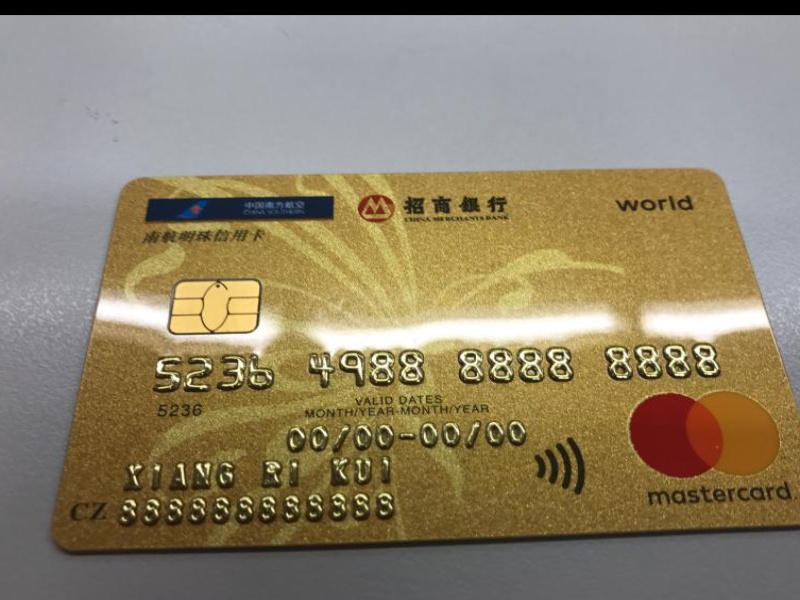 中国南方航空
CHINA SOUTHERN
招商银行
CHINA MERCHANTS BANK
world
南航明珠信用卡
5236 4988 8888 8888
5236
VALID DATES
MONTH/YEAR-MONTH/YEAR
00/00-00/00
XIANG RI KUI
CZ 888888888888
mastercard